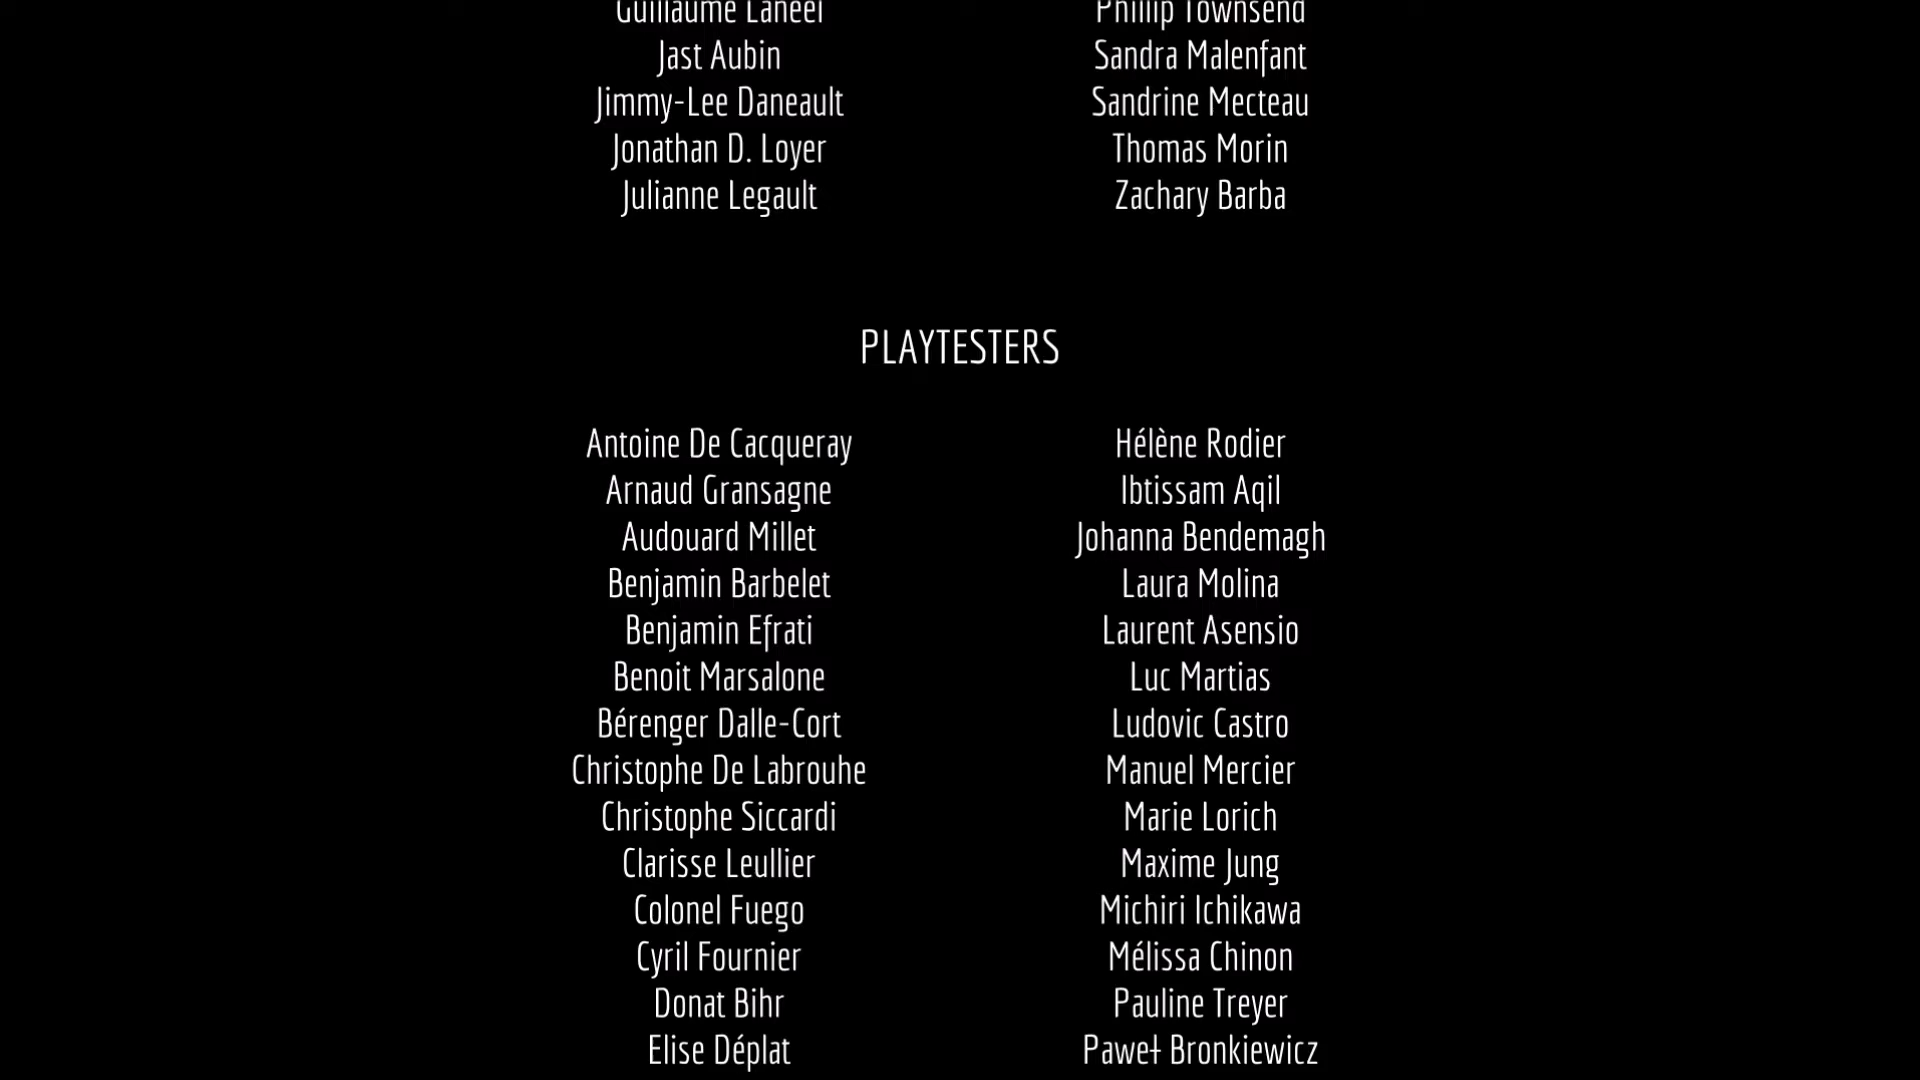 Guillaume Laheel
Jast Aubin
Jimmy-Lee Daneault
Jonathan D. Loyer
Julianne Legault
Phillip Townsend
Sandra Malenfant
Sandrine Mecteau
Thomas Morin
Zachary Barba
PLAYTESTERS
Antoine De Cacqueray
Arnaud Gransagne
Audouard Millet
Benjamin Barbelet
Benjamin Efrati
Benoit Marsalone
Bérenger Dalle-Cort
Christophe De Labrouhe
Christophe Siccardi
Clarisse Leullier
Colonel Fuego
Cyril Fournier
Donat Bihr
Elise Déplat
Hélène Rodier
Ibtissam Aqil
Johanna Bendemagh
Laura Molina
Laurent Asensio
Luc Martias
Ludovic Castro
Manuel Mercier
Marie Lorich
Maxime Jung
Michiri Ichikawa
Mélissa Chinon
Pauline Treyer
Paweł Bronkiewicz